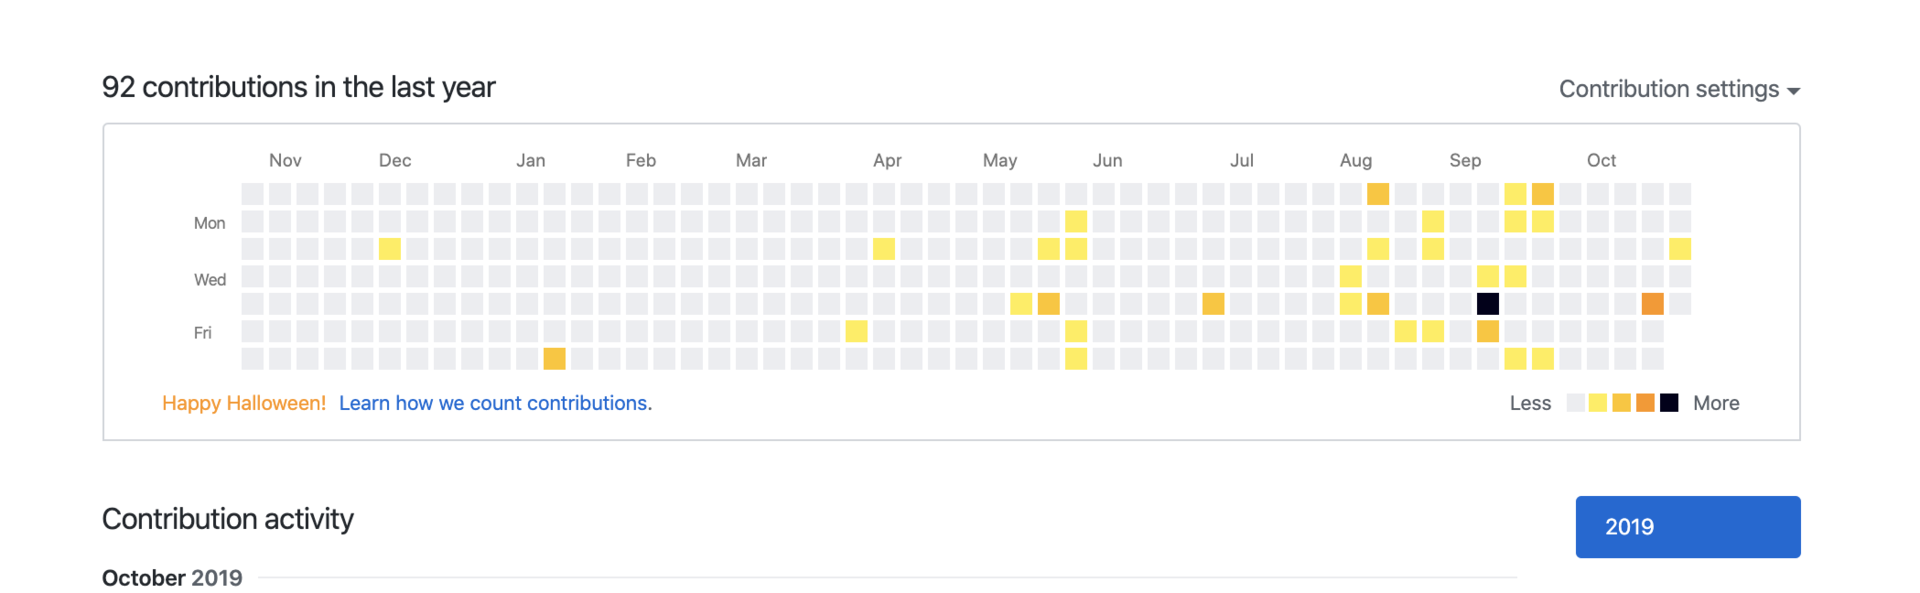 92 contributions in the last year
Contribution settings
Nov Dec Jan Feb Mar Apr May Jun Jul Aug Sep Oct
Mon
Wed
Fri
Happy Halloween! Learn how we count contributions.
Less More
Contribution activity
2019
October 2019